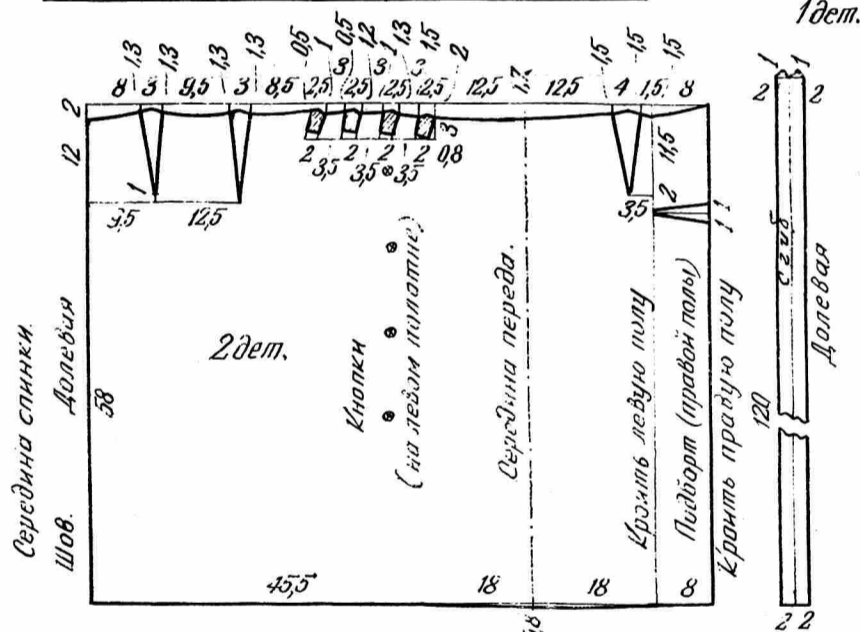 1дет.
1,3 1,3 1,3 1,3 0,5 1 0,5 1,2 1 1,3 1,5 2 1,5 1,5 1,5
3 3 3
8 3 9,5 3 8,5 2,5 2,5 2,5 2,5 12,5 1,7 12,5 4 1,5 8
2
12
3
2 2 2 2 0,8
3,5 3,5 3,5
1
9,5 12,5
11,5
2
3,5
1
1
1 1
2 2
сгиб
Долевая
120
2 2
Середина спинки.
Шов.
Долевая
58
2дет.
Кнопки
(на левом полотне)
Середина переда.
Кроить левую полу
Подборт (правой полы)
Кроить правую полу
45,5 18 18 8